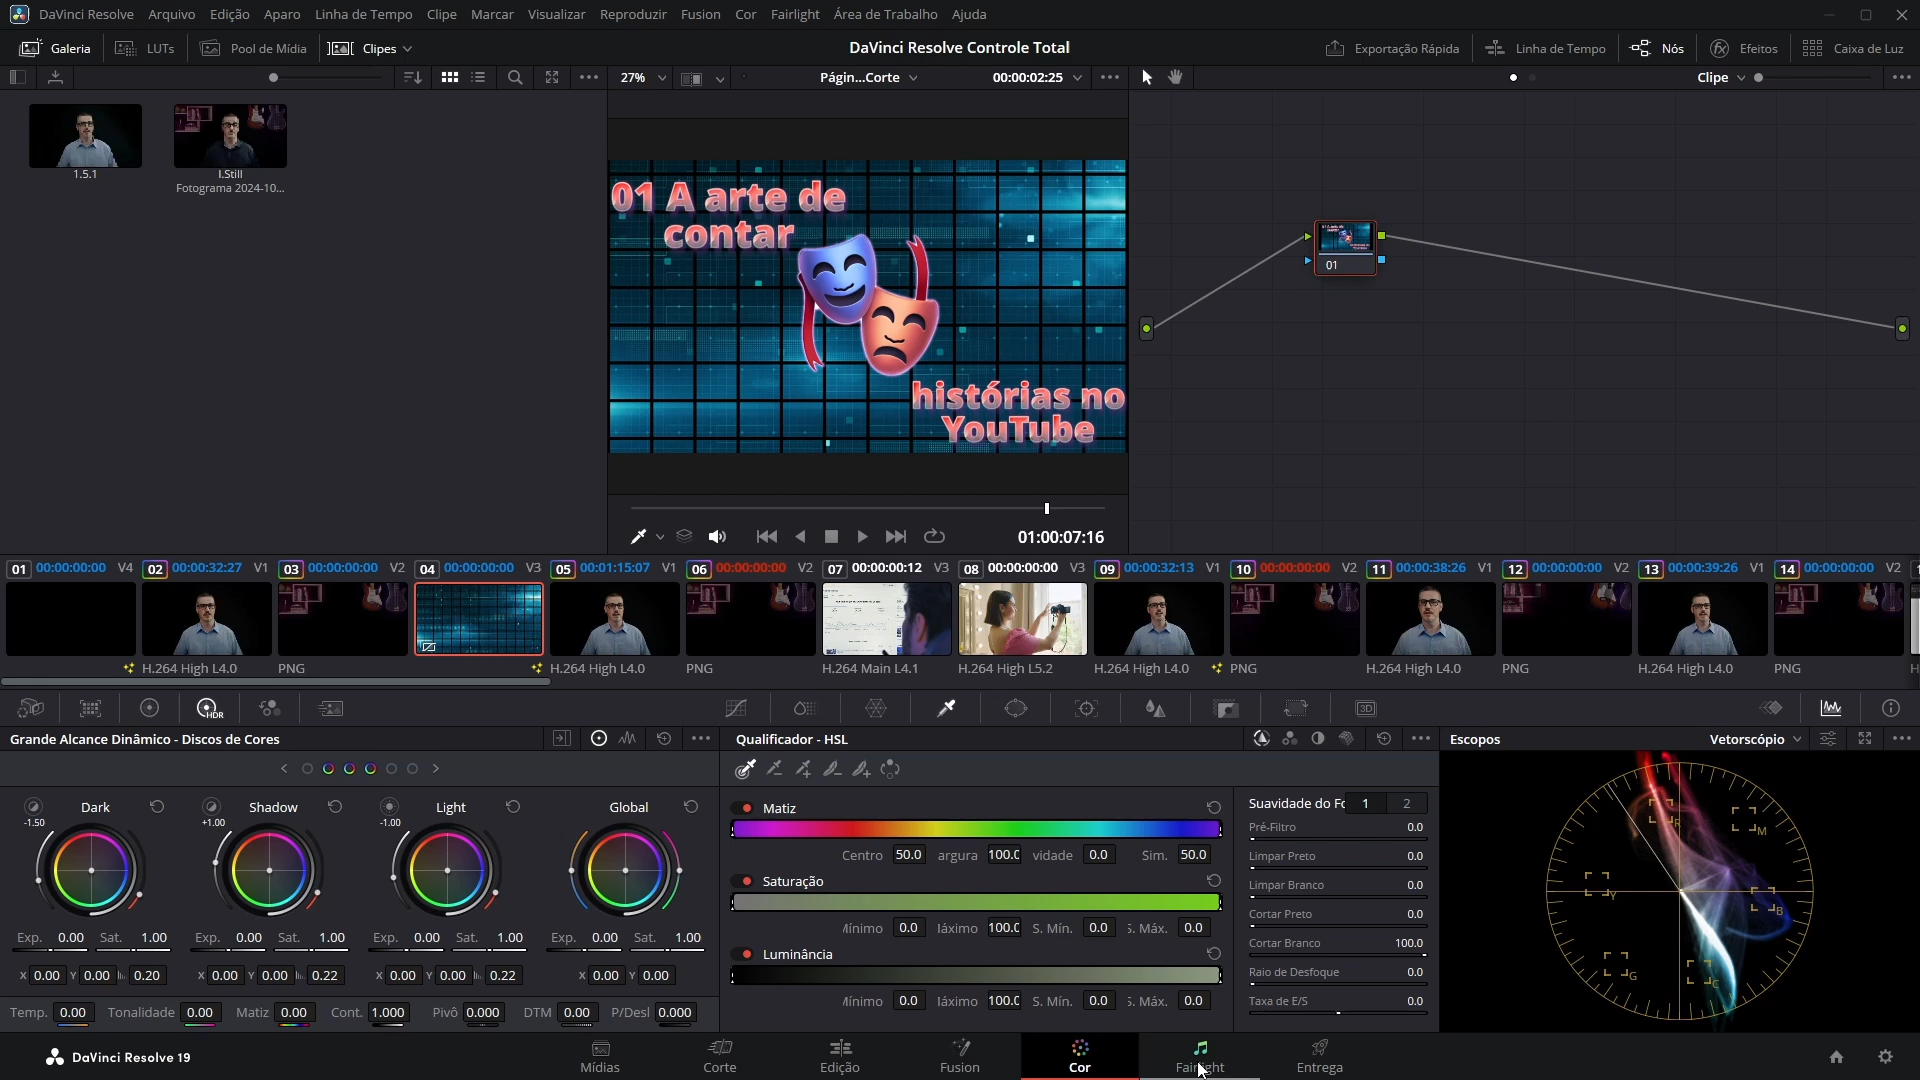 DaVinci Resolve Arquivo Edição Aparo Linha de Tempo Clipe Marcar Visualizar Reproduzir Fusion Cor Fairlight Área de Trabalho Ajuda
Galeria LUTs Pool de Mídia Clipes DaVinci Resolve Controle Total Exportação Rápida Linha de Tempo Nós Efeitos Caixa de Luz
27% Págin...Corte 00:00:02:25 Clipe
1.5.1 I.Still
Fotograma 2024-10...
01 A arte de
contar
histórias no
YouTube
01
01:00:07:16
01 00:00:00:00 V4 02 00:00:32:27 V1 03 00:00:00:00 V2 04 00:00:00:00 V3 05 00:01:15:07 V1 06 00:00:00:00 V2 07 00:00:00:12 V3 08 00:00:00:00 V3 09 00:00:32:13 V1 10 00:00:00:00 V2 11 00:00:38:26 V1 12 00:00:00:00 V2 13 00:00:39:26 V1 14 00:00:00:00 V2
H.264 High L4.0 PNG H.264 High L4.0 PNG H.264 Main L4.1 H.264 High L5.2 H.264 High L4.0 PNG H.264 High L4.0 PNG H.264 High L4.0 PNG
HDR 3D
Grande Alcance Dinâmico - Discos de Cores Qualificador - HSL Escopos Vetorscópio
Dark Shadow Light Global
-1.50 +1.00 -1.00
Exp. 0.00 Sat. 1.00 Exp. 0.00 Sat. 1.00 Exp. 0.00 Sat. 1.00 Exp. 0.00 Sat. 1.00
X 0.00 Y 0.00 0.20 X 0.00 Y 0.00 0.22 X 0.00 Y 0.00 0.22 X 0.00 Y 0.00
Temp. 0.00 Tonalidade 0.00 Matiz 0.00 Cont. 1.000 Pivô 0.000 DTM 0.00 P/Desl 0.000
Matiz
Centro 50.0 argura 100.0 vidade 0.0 Sim. 50.0
Saturação
Mínimo 0.0 láximo 100.0 S. Mín. 0.0 S. Máx. 0.0
Luminância
Mínimo 0.0 láximo 100.0 S. Mín. 0.0 S. Máx. 0.0
Suavidade do Fo 1 2
Pré-Filtro 0.0
Limpar Preto 0.0
Limpar Branco 0.0
Cortar Preto 0.0
Cortar Branco 100.0
Raio de Desfoque 0.0
Taxa de E/S 0.0
R M
Y B
G C
DaVinci Resolve 19 Mídias Corte Edição Fusion Cor Fairlight Entrega